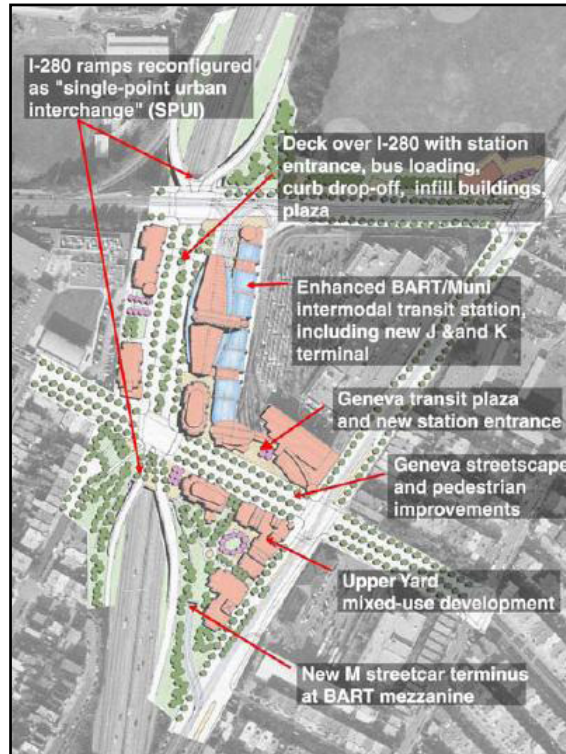 I-280 ramps reconfigured
as "single-point urban
interchange" (SPUI)
Deck over I-280 with station
entrance, bus loading,
curb drop-off, infill buildings,
plaza
Enhanced BART/Muni
intermodal transit station,
including new J &and K
terminal
Geneva transit plaza
and new station entrance
Geneva streetscape
and pedestrian
improvements
Upper Yard
mixed-use development
New M streetcar terminus
at BART mezzanine